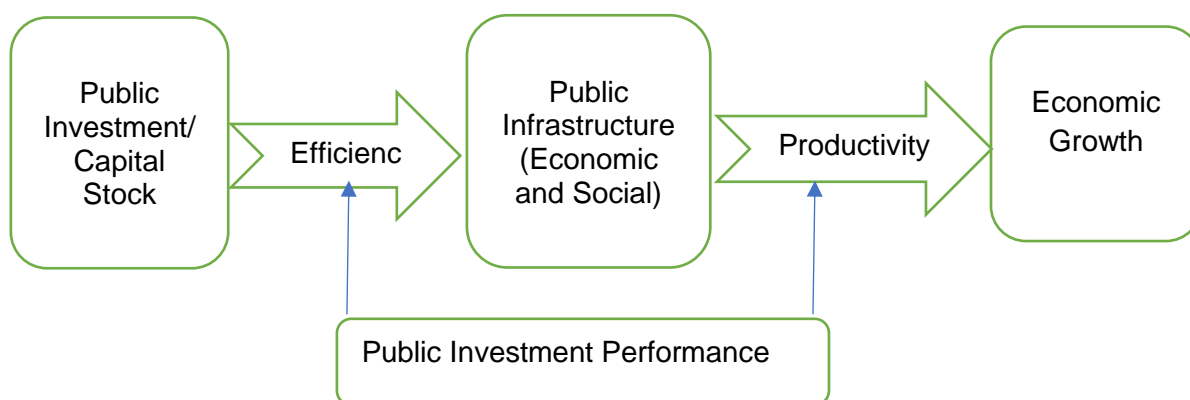 Public
Investment/
Capital
Stock
Efficienc
Public
Infrastructure
(Economic
and Social)
Productivity
Economic
Growth
Public Investment Performance